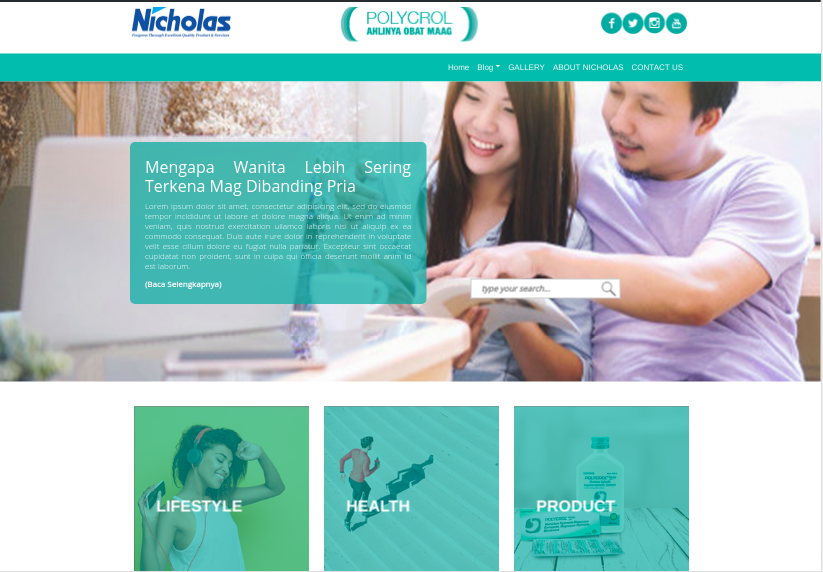 Nicholas
Progress Through Excellent Quality Product & Services
POLYCROL
AHLINYA OBAT MAAG
Home Blog GALLERY ABOUT NICHOLAS CONTACT US
Mengapa Wanita Lebih Sering
Terkena Mag Dibanding Pria
Lorem ipsum dolor sit amet, consectetur adipisicing elit, sed do eiusmod
tempor incididunt ut labore et dolore magna aliqua. Ut enim ad minim
veniam, quis nostrud exercitation ullamco laboris nisi ut aliquip ex ea
commodo consequat. Duis aute irure dolor in reprehenderit in voluptate
velit esse cillum dolore eu fugiat nulla pariatur. Excepteur sint occaecat
cupidatat non proident, sunt in culpa qui officia deserunt mollit anim id
est laborum.
(Baca Selengkapnya)
type your search...
LIFESTYLE
HEALTH
PRODUCT
POLYCROL
POLYCROL